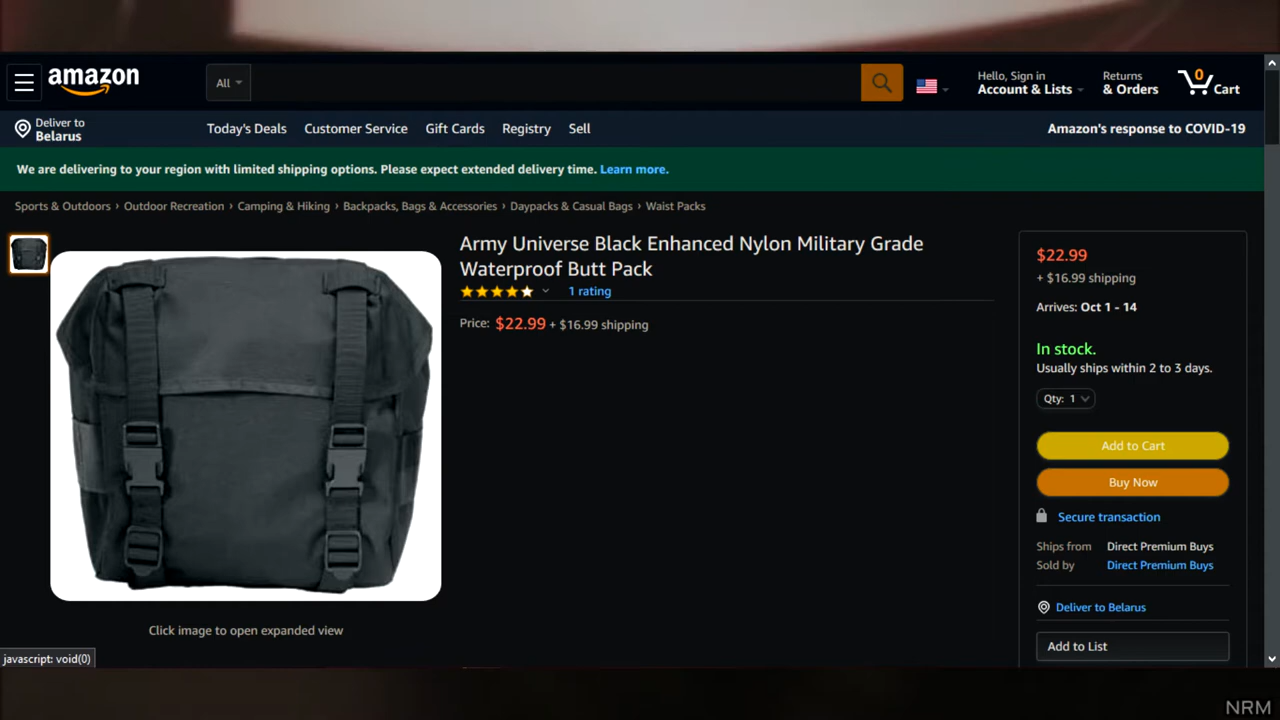 amazon
All
Hello, Sign in
Account & Lists
Returns
& Orders
0
Cart
Deliver to
Belarus
Today's Deals
Customer Service
Gift Cards
Registry
Sell
Amazon's response to COVID-19
We are delivering to your region with limited shipping options. Please expect extended delivery time. Learn more.
Sports & Outdoors › Outdoor Recreation › Camping & Hiking › Backpacks, Bags & Accessories › Daypacks & Casual Bags › Waist Packs
Army Universe Black Enhanced Nylon Military Grade
Waterproof Butt Pack
1 rating
Price: $22.99 + $16.99 shipping
Click image to open expanded view
$22.99
+ $16.99 shipping
Arrives: Oct 1 - 14
In stock.
Usually ships within 2 to 3 days.
Qty: 1
Add to Cart
Buy Now
Secure transaction
Ships from Direct Premium Buys
Sold by Direct Premium Buys
Deliver to Belarus
Add to List
javascript: void(0)
NRM